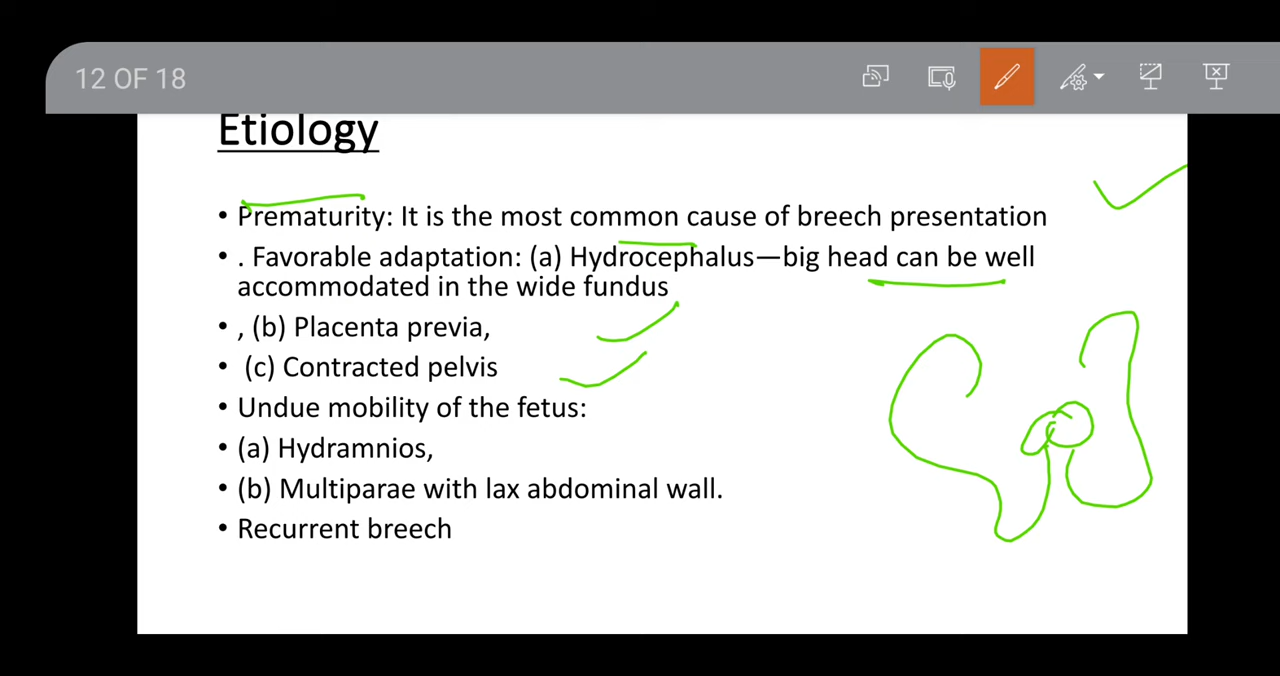 12 OF 18
Etiology
• Prematurity: It is the most common cause of breech presentation
• . Favorable adaptation: (a) Hydrocephalus—big head can be well
accommodated in the wide fundus
• , (b) Placenta previa,
• (c) Contracted pelvis
• Undue mobility of the fetus:
• (a) Hydramnios,
• (b) Multiparae with lax abdominal wall.
• Recurrent breech